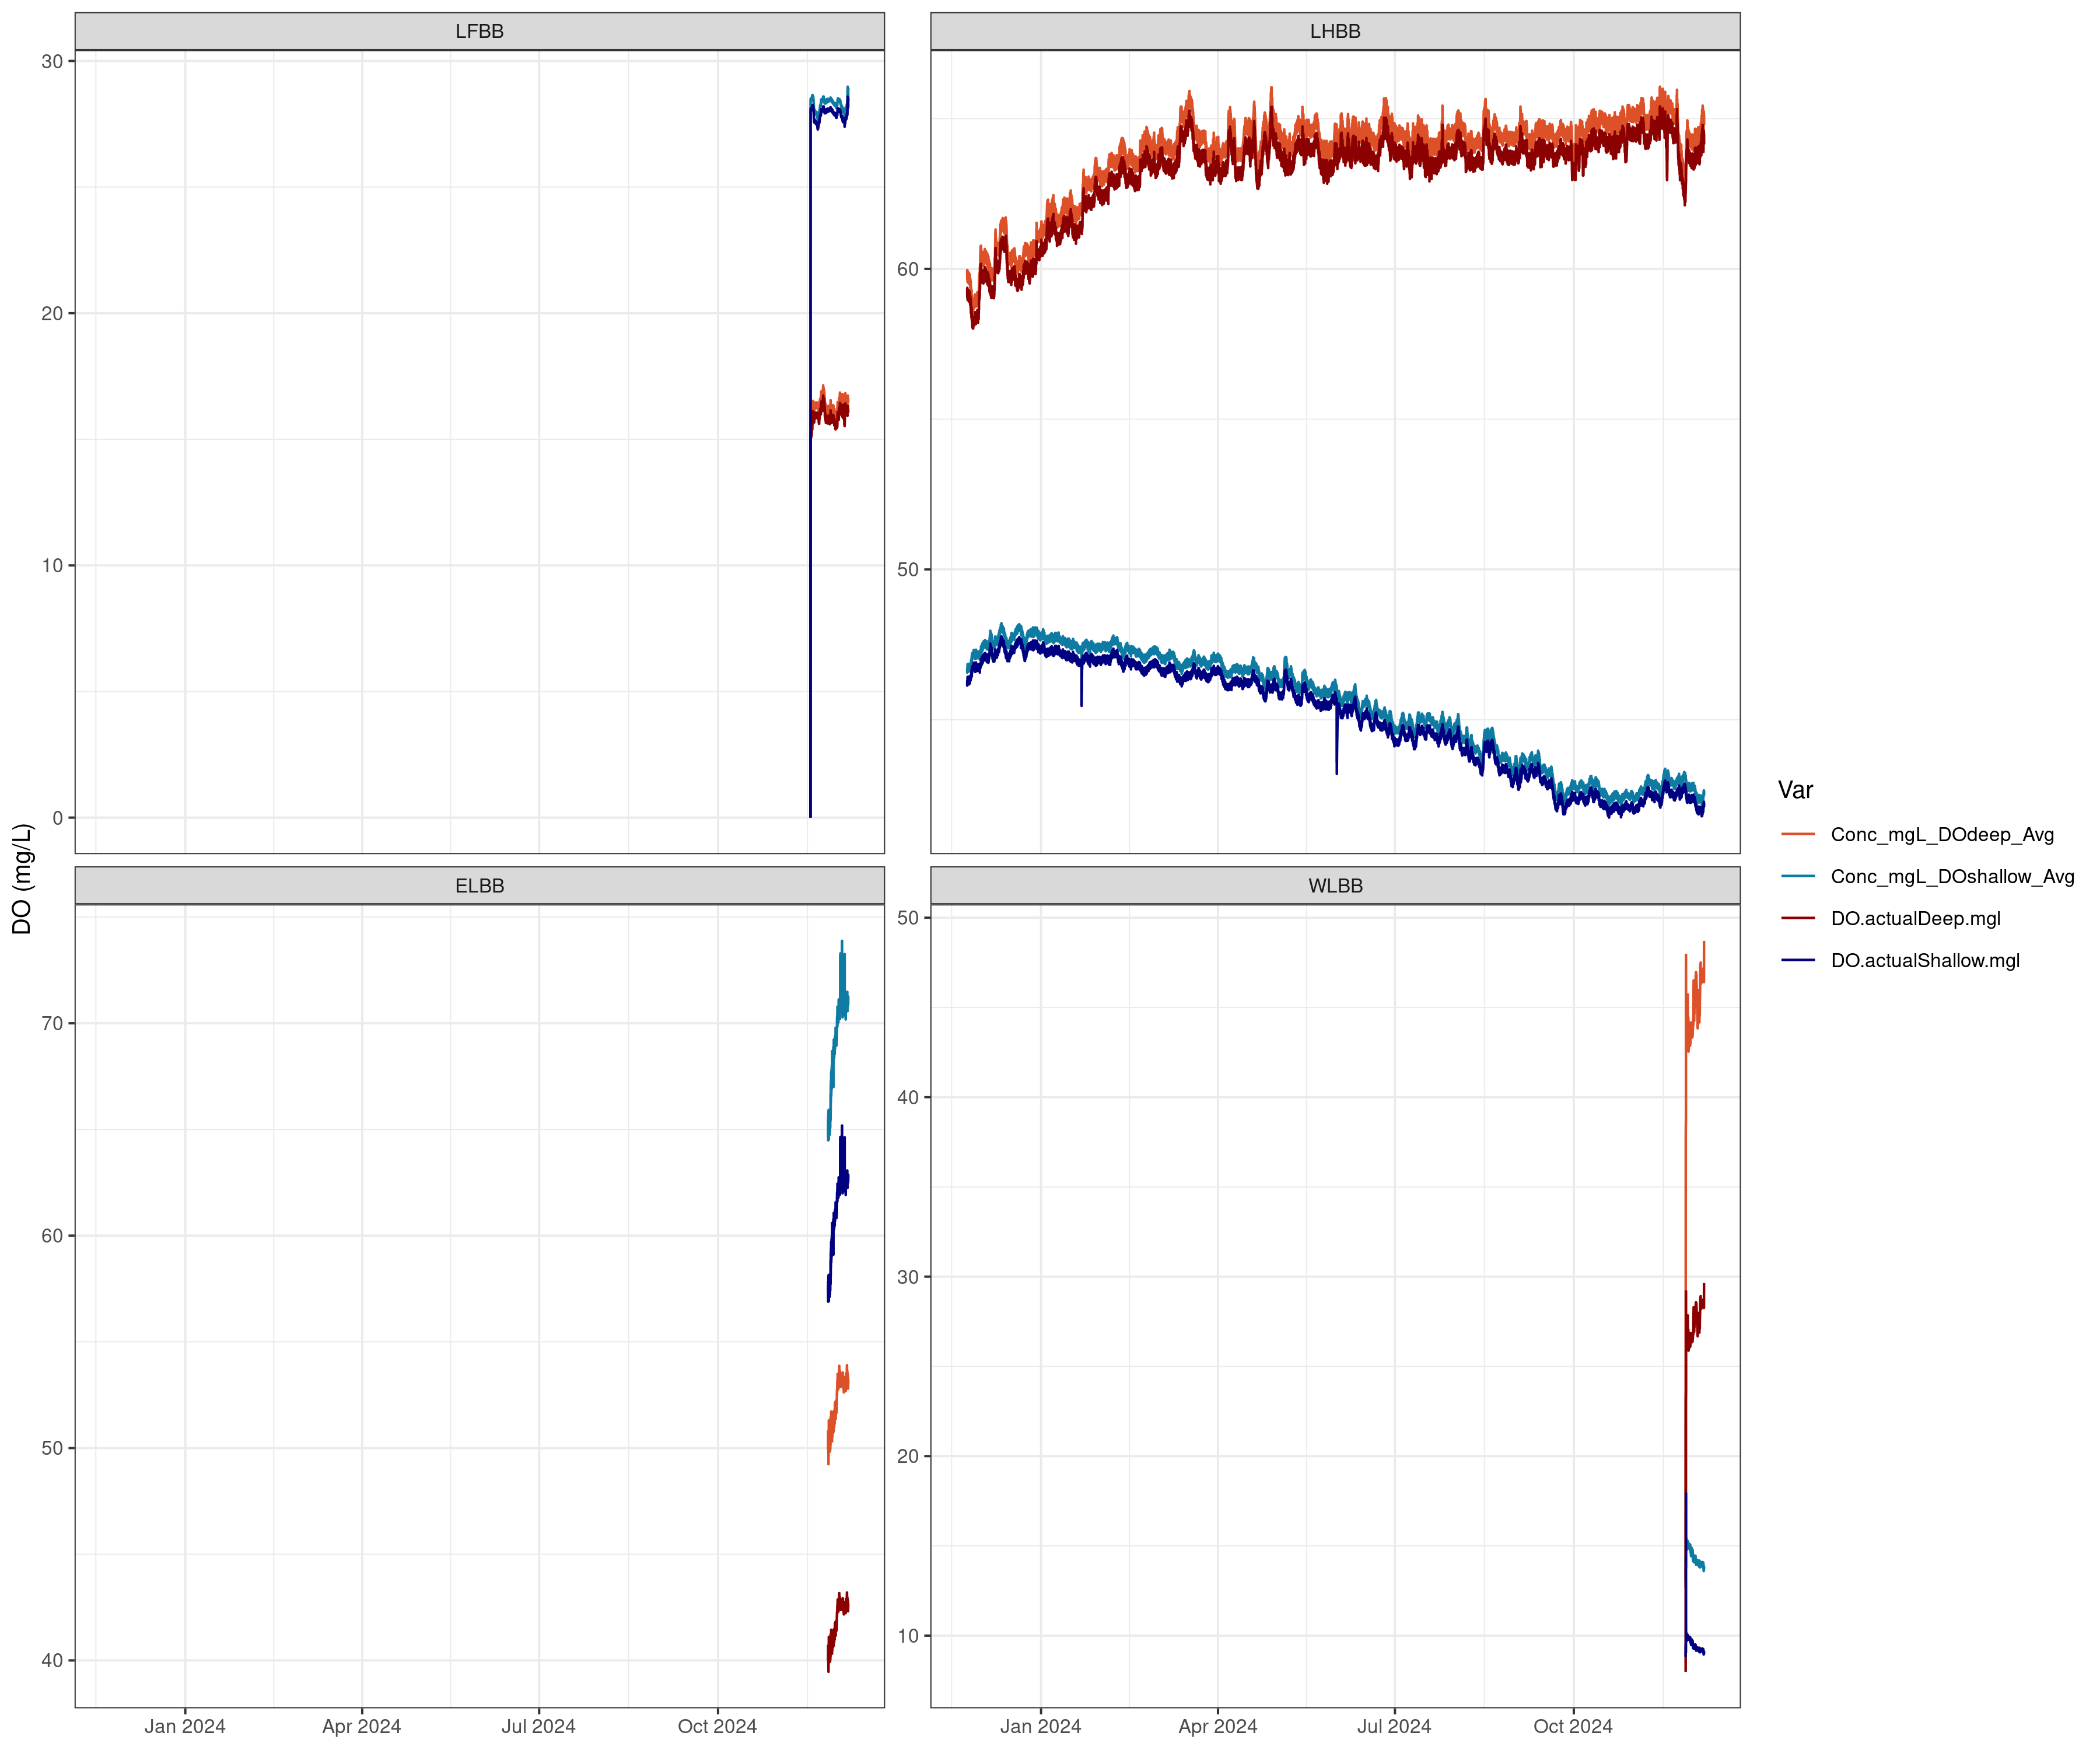 LFBB
LHBB
30
20
10
0
60
50
DO (mg/L)
ELBB
WLBB
70
60
50
40
50
40
30
20
10
Jan 2024 Apr 2024 Jul 2024 Oct 2024
Jan 2024 Apr 2024 Jul 2024 Oct 2024
Var
Conc_mgL_DOdeep_Avg
Conc_mgL_DOshallow_Avg
DO.actualDeep.mgl
DO.actualShallow.mgl